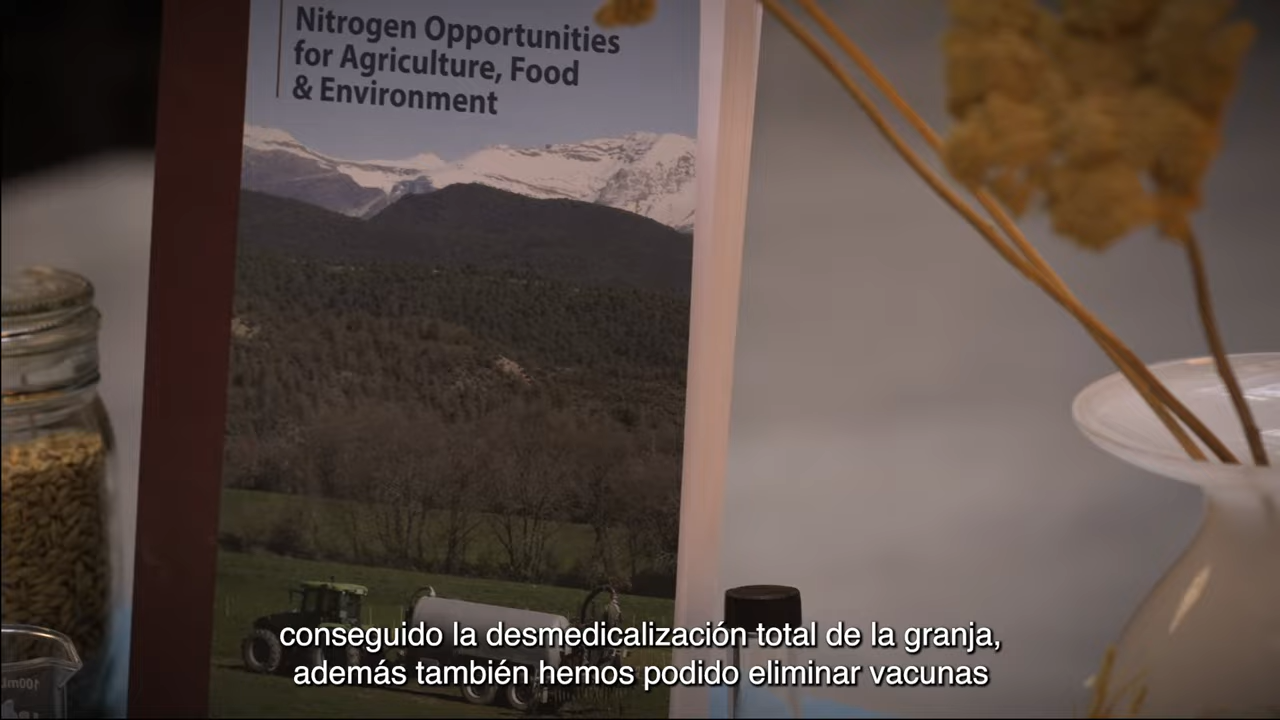 Nitrogen Opportunities
for Agriculture, Food
& Environment
100ml
conseguido la desmedicalización total de la granja,
además también hemos podido eliminar vacunas